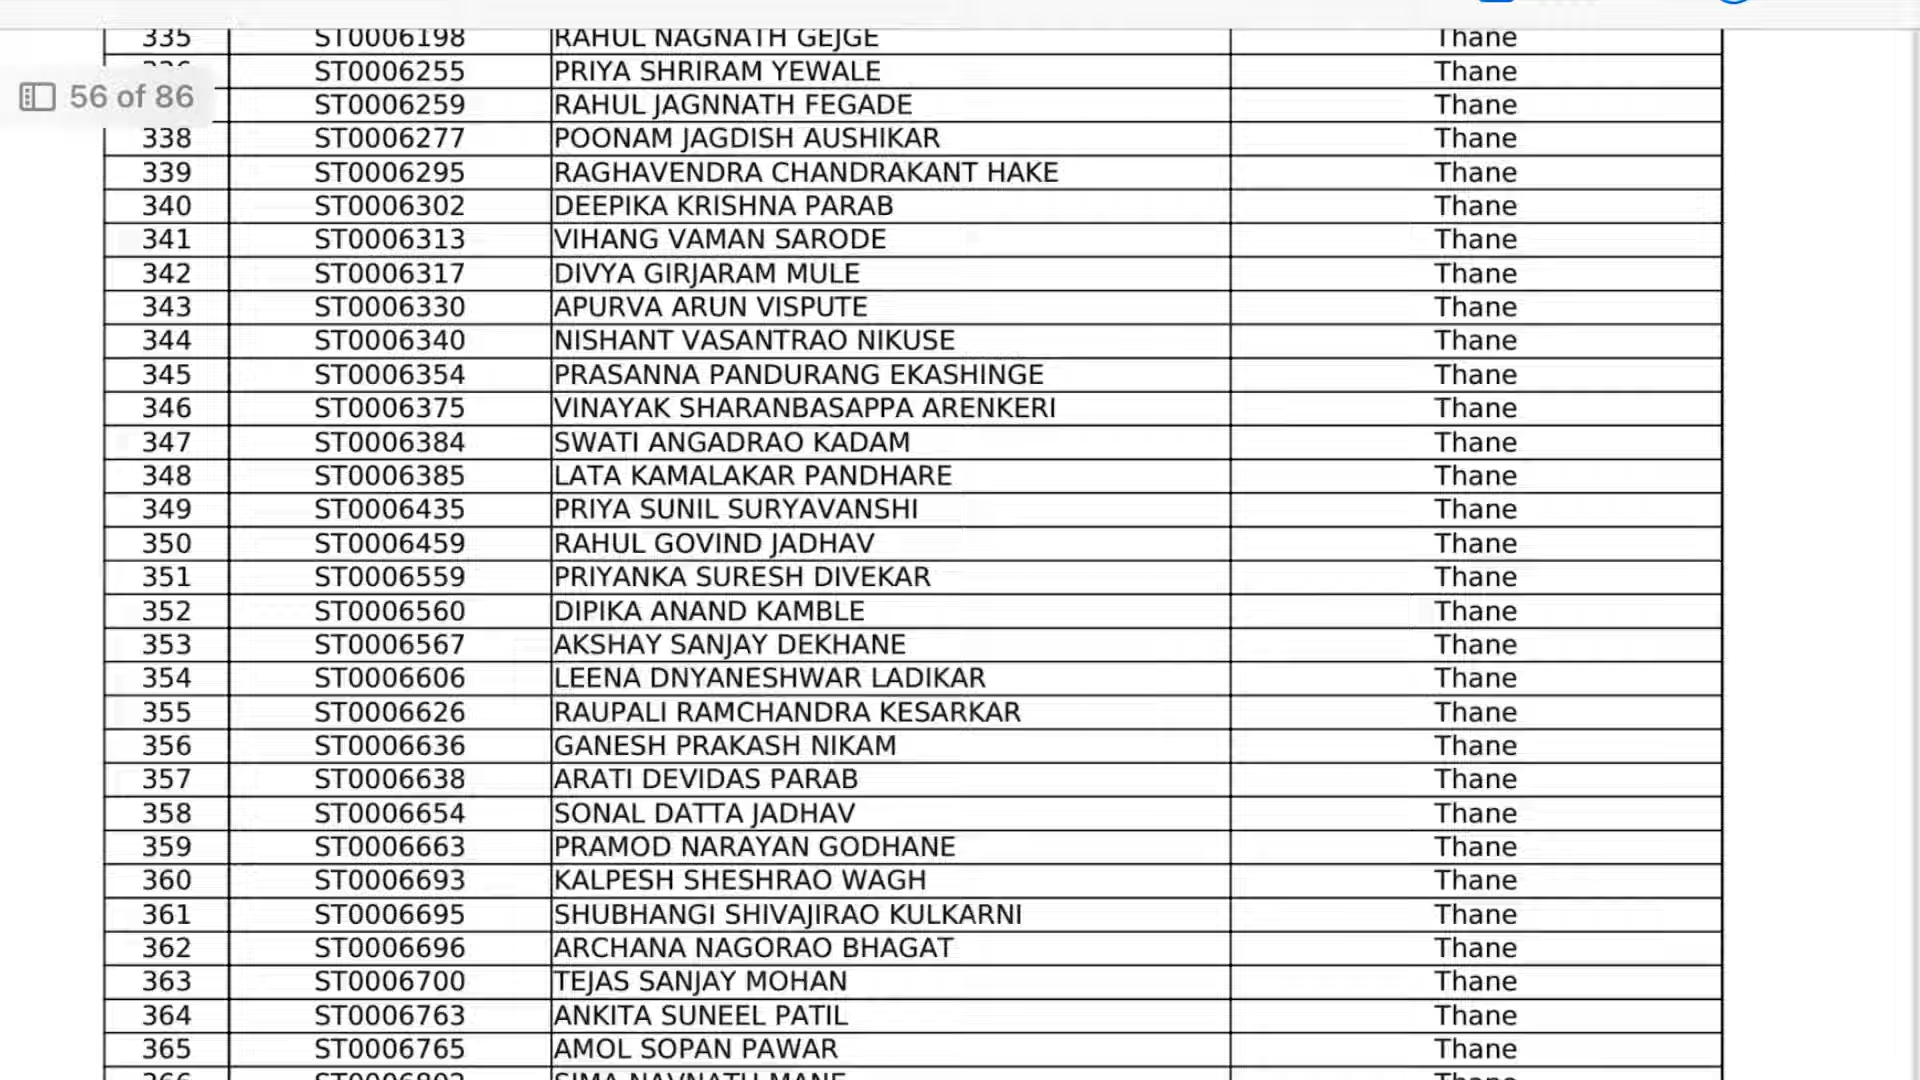 335 ST0006198 RAHUL NAGNATH GEJGE Thane
ST0006255 PRIYA SHRIRAM YEWALE Thane
56 of 86
ST0006259 RAHUL JAGNNATH FEGADE Thane
338 ST0006277 POONAM JAGDISH AUSHIKAR Thane
339 ST0006295 RAGHAVENDRA CHANDRAKANT HAKE Thane
340 ST0006302 DEEPIKA KRISHNA PARAB Thane
341 ST0006313 VIHANG VAMAN SARODE Thane
342 ST0006317 DIVYA GIRJARAM MULE Thane
343 ST0006330 APURVA ARUN VISPUTE Thane
344 ST0006340 NISHANT VASANTRAO NIKUSE Thane
345 ST0006354 PRASANNA PANDURANG EKASHINGE Thane
346 ST0006375 VINAYAK SHARANBASAPPA ARENKERI Thane
347 ST0006384 SWATI ANGADRAO KADAM Thane
348 ST0006385 LATA KAMALAKAR PANDHARE Thane
349 ST0006435 PRIYA SUNIL SURYAVANSHI Thane
350 ST0006459 RAHUL GOVIND JADHAV Thane
351 ST0006559 PRIYANKA SURESH DIVEKAR Thane
352 ST0006560 DIPIKA ANAND KAMBLE Thane
353 ST0006567 AKSHAY SANJAY DEKHANE Thane
354 ST0006606 LEENA DNYANESHWAR LADIKAR Thane
355 ST0006626 RAUPALI RAMCHANDRA KESARKAR Thane
356 ST0006636 GANESH PRAKASH NIKAM Thane
357 ST0006638 ARATI DEVIDAS PARAB Thane
358 ST0006654 SONAL DATTA JADHAV Thane
359 ST0006663 PRAMOD NARAYAN GODHANE Thane
360 ST0006693 KALPESH SHESHRAO WAGH Thane
361 ST0006695 SHUBHANGI SHIVAJIRAO KULKARNI Thane
362 ST0006696 ARCHANA NAGORAO BHAGAT Thane
363 ST0006700 TEJAS SANJAY MOHAN Thane
364 ST0006763 ANKITA SUNEEL PATIL Thane
365 ST0006765 AMOL SOPAN PAWAR Thane
SIMA NAVNATH MANE Thane